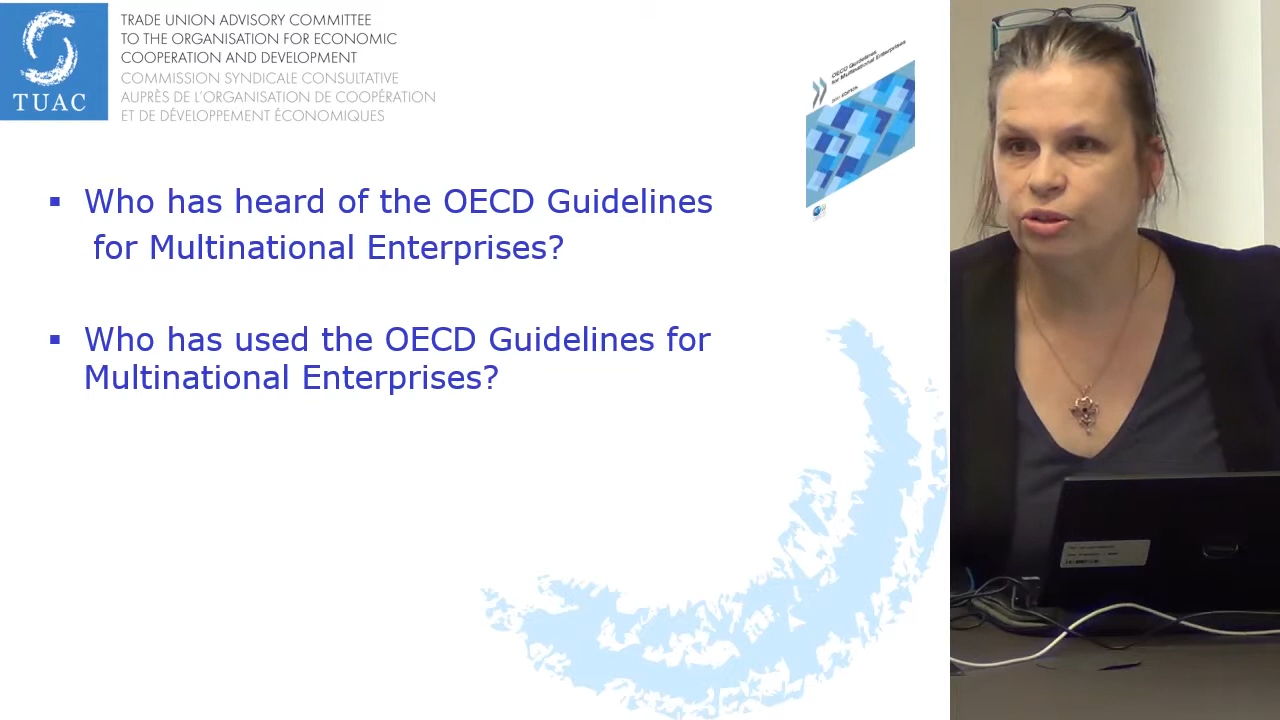 TUAC
TRADE UNION ADVISORY COMMITTEE
TO THE ORGANISATION FOR ECONOMIC
COOPERATION AND DEVELOPMENT
COMMISSION SYNDICALE CONSULTATIVE
AUPRÈS DE L'ORGANISATION DE COOPÉRATION
ET DE DÉVELOPPEMENT ÉCONOMIQUES
OECD Guidelines
for Multinational Enterprises
2011 EDITION
▪ Who has heard of the OECD Guidelines
for Multinational Enterprises?
▪ Who has used the OECD Guidelines for
Multinational Enterprises?